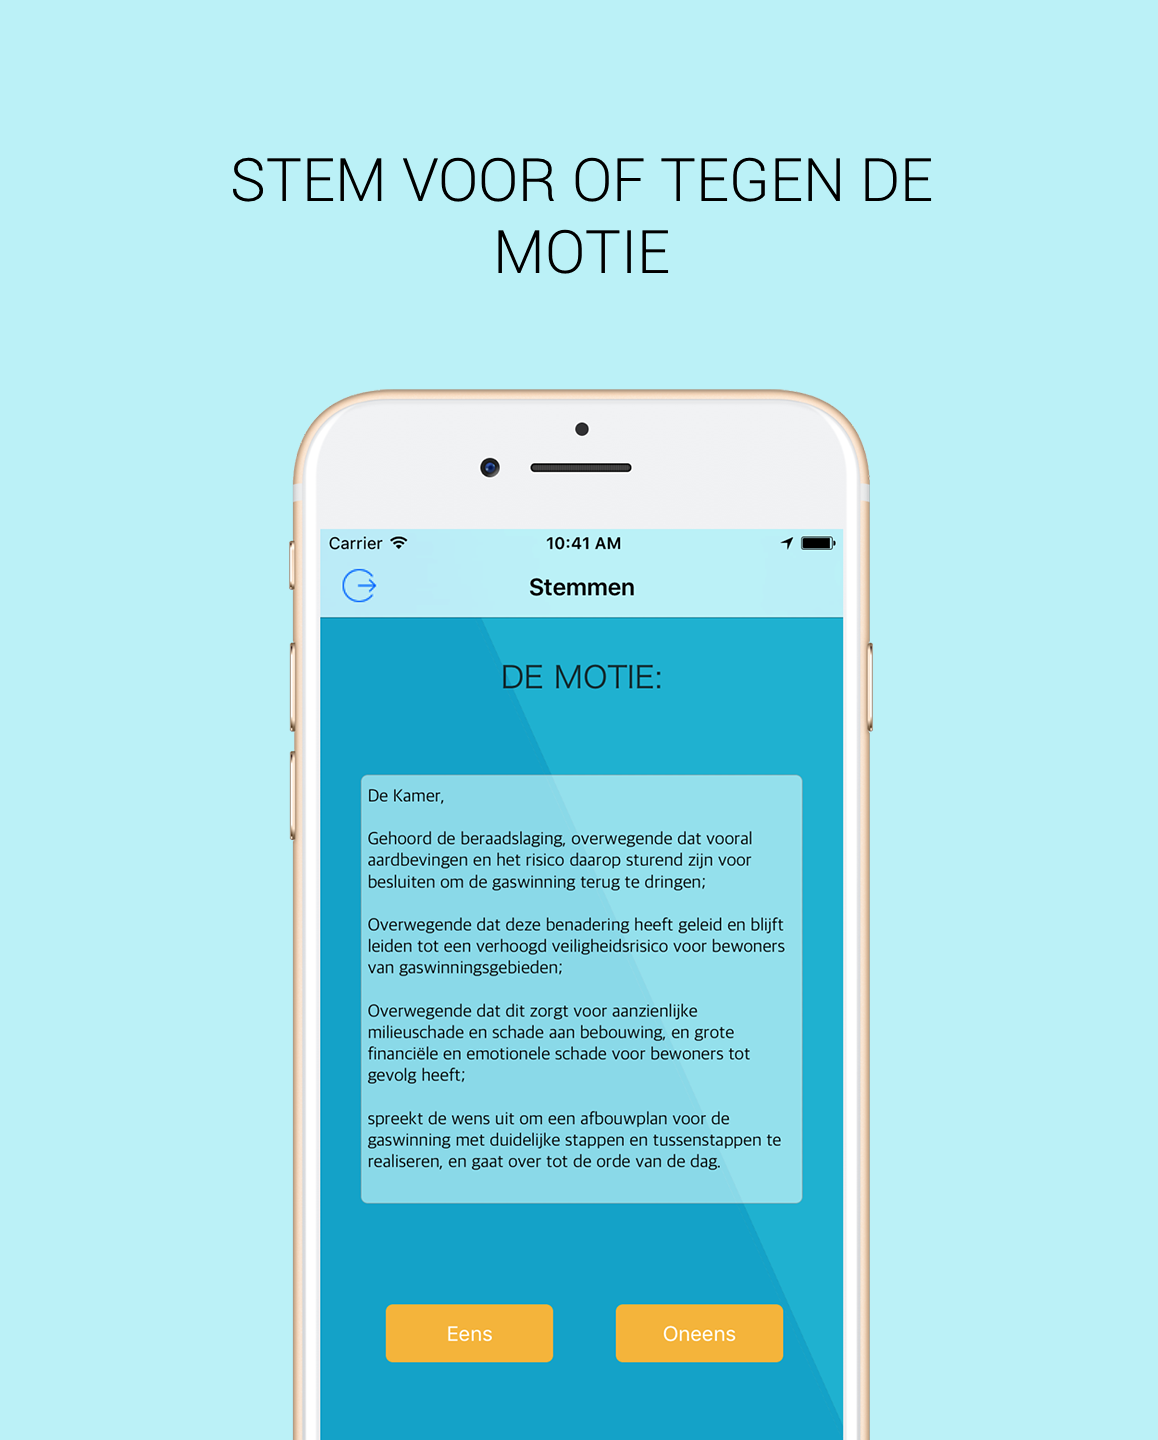 STEM VOOR OF TEGEN DE
MOTIE
Carrier 10:41 AM
Stemmen
DE MOTIE:
De Kamer,
Gehoord de beraadslaging, overwegende dat vooral
aardbevingen en het risico daarop sturend zijn voor
besluiten om de gaswinning terug te dringen;
Overwegende dat deze benadering heeft geleid en blijft
leiden tot een verhoogd veiligheidsrisico voor bewoners
van gaswinningsgebieden;
Overwegende dat dit zorgt voor aanzienlijke
milieuschade en schade aan bebouwing, en grote
financiële en emotionele schade voor bewoners tot
gevolg heeft;
spreekt de wens uit om een afbouwplan voor de
gaswinning met duidelijke stappen en tussenstappen te
realiseren, en gaat over tot de orde van de dag.
Eens
Oneens